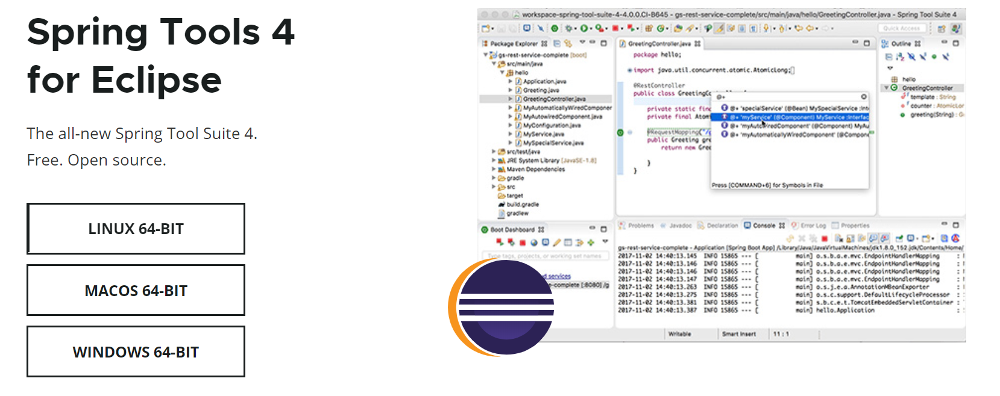 Spring Tools 4
for Eclipse
The all-new Spring Tool Suite 4.
Free. Open source.
LINUX 64-BIT
MACOS 64-BIT
WINDOWS 64-BIT
workspace-spring-tool-suite-4-4.0.0.CI-B645 - gs-rest-service-complete/src/main/java/hello/GreetingController.java - Spring Tool Suite 4
Quick Access
Package Explorer
gs-rest-service-complete [boot]
src/main/java
hello
Application.java
Greeting.java
GreetingController.java
MyAutomaticallyWiredComponer
MyAutowiredComponent.java
MyConfiguration.java
MyService.java
MySpecialService.java
src/test/java
JRE System Library [JavaSE-1.8]
Maven Dependencies
gradle
src
target
build.gradle
gradlew
GreetingController.java
package hello;
import java.util.concurrent.atomic.AtomicLong;
@RestController
public class GreetingC
private static fin
private final Atom
@RequestMapping("/g
public Greeting gre
return new Gree
}
}
@+
@+ 'specialService' (@Bean) MySpecialService :Inte
@+ 'myService' (@Component) MyService :Interfac
@+ 'myAutowiredComponent' (@Component) MyAu
@+ 'myAutomaticallyWiredComponent' (@Compone
Press [COMMAND+6] for Symbols in File
Outline
hello
GreetingController
template : String
counter : AtomicLor
greeting(String) : G
Boot Dashboard
Type tags, projects, or working set names
d services
e-complete [:8080] /g
Problems Javadoc Declaration Console Error Log Properties
gs-rest-service-complete - Application [Spring Boot App] /Library/Java/JavaVirtualMachines/jdk1.8.0_152.jdk/Contents/Home/
2017-11-02 14:40:13.145 INFO 15865 --- [ main] o.s.b.a.e.mvc.EndpointHandlerMapping :
2017-11-02 14:40:13.146 INFO 15865 --- [ main] o.s.b.a.e.mvc.EndpointHandlerMapping :
2017-11-02 14:40:13.146 INFO 15865 --- [ main] o.s.b.a.e.mvc.EndpointHandlerMapping :
2017-11-02 14:40:13.147 INFO 15865 --- [ main] o.s.b.a.e.mvc.EndpointHandlerMapping :
2017-11-02 14:40:13.263 INFO 15865 --- [ main] o.s.j.e.a.AnnotationMBeanExporter :
2017-11-02 14:40:13.275 INFO 15865 --- [ main] o.s.c.support.DefaultLifecycleProcessor :
2017-11-02 14:40:13.381 INFO 15865 --- [ main] s.b.c.e.t.TomcatEmbeddedServletContainer :
2017-11-02 14:40:13.387 INFO 15865 --- [ main] hello.Application :
Writable Smart Insert 11 : 1